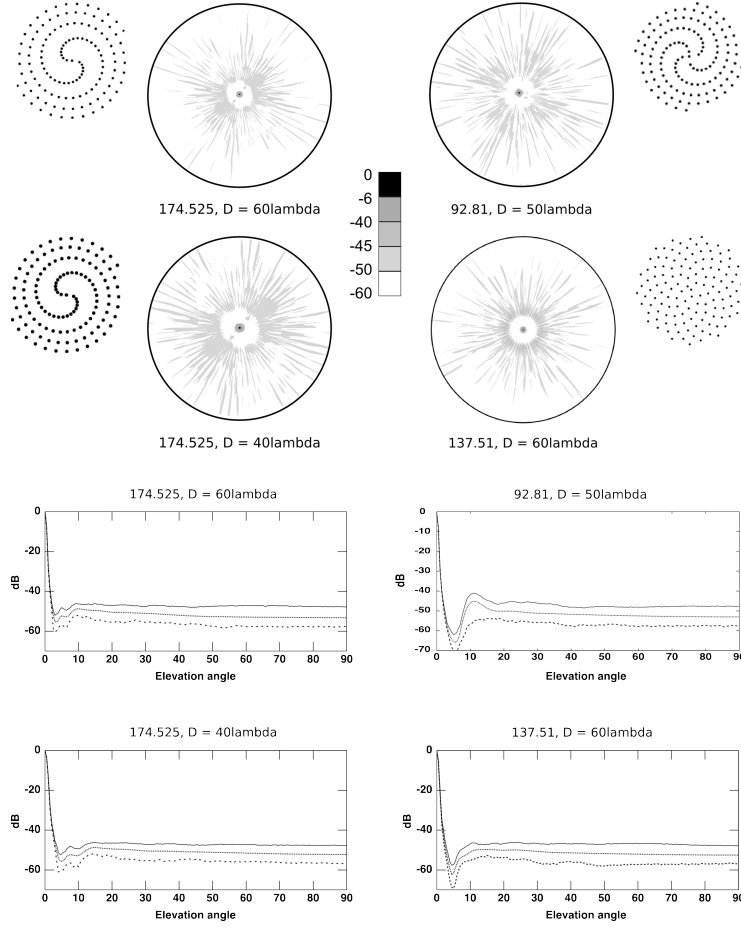 174.525, D = 60lambda
92.81, D = 50lambda
0
-6
-40
-45
-50
-60
174.525, D = 40lambda
137.51, D = 60lambda
174.525, D = 60lambda
0
-20
-40
-60
dB
0 10 20 30 40 50 60 70 80 90
Elevation angle
92.81, D = 50lambda
0
-10
-20
-30
-40
-50
-60
-70
dB
0 10 20 30 40 50 60 70 80 90
Elevation angle
174.525, D = 40lambda
0
-20
-40
-60
dB
0 10 20 30 40 50 60 70 80 90
Elevation angle
137.51, D = 60lambda
0
-20
-40
-60
dB
0 10 20 30 40 50 60 70 80 90
Elevation angle